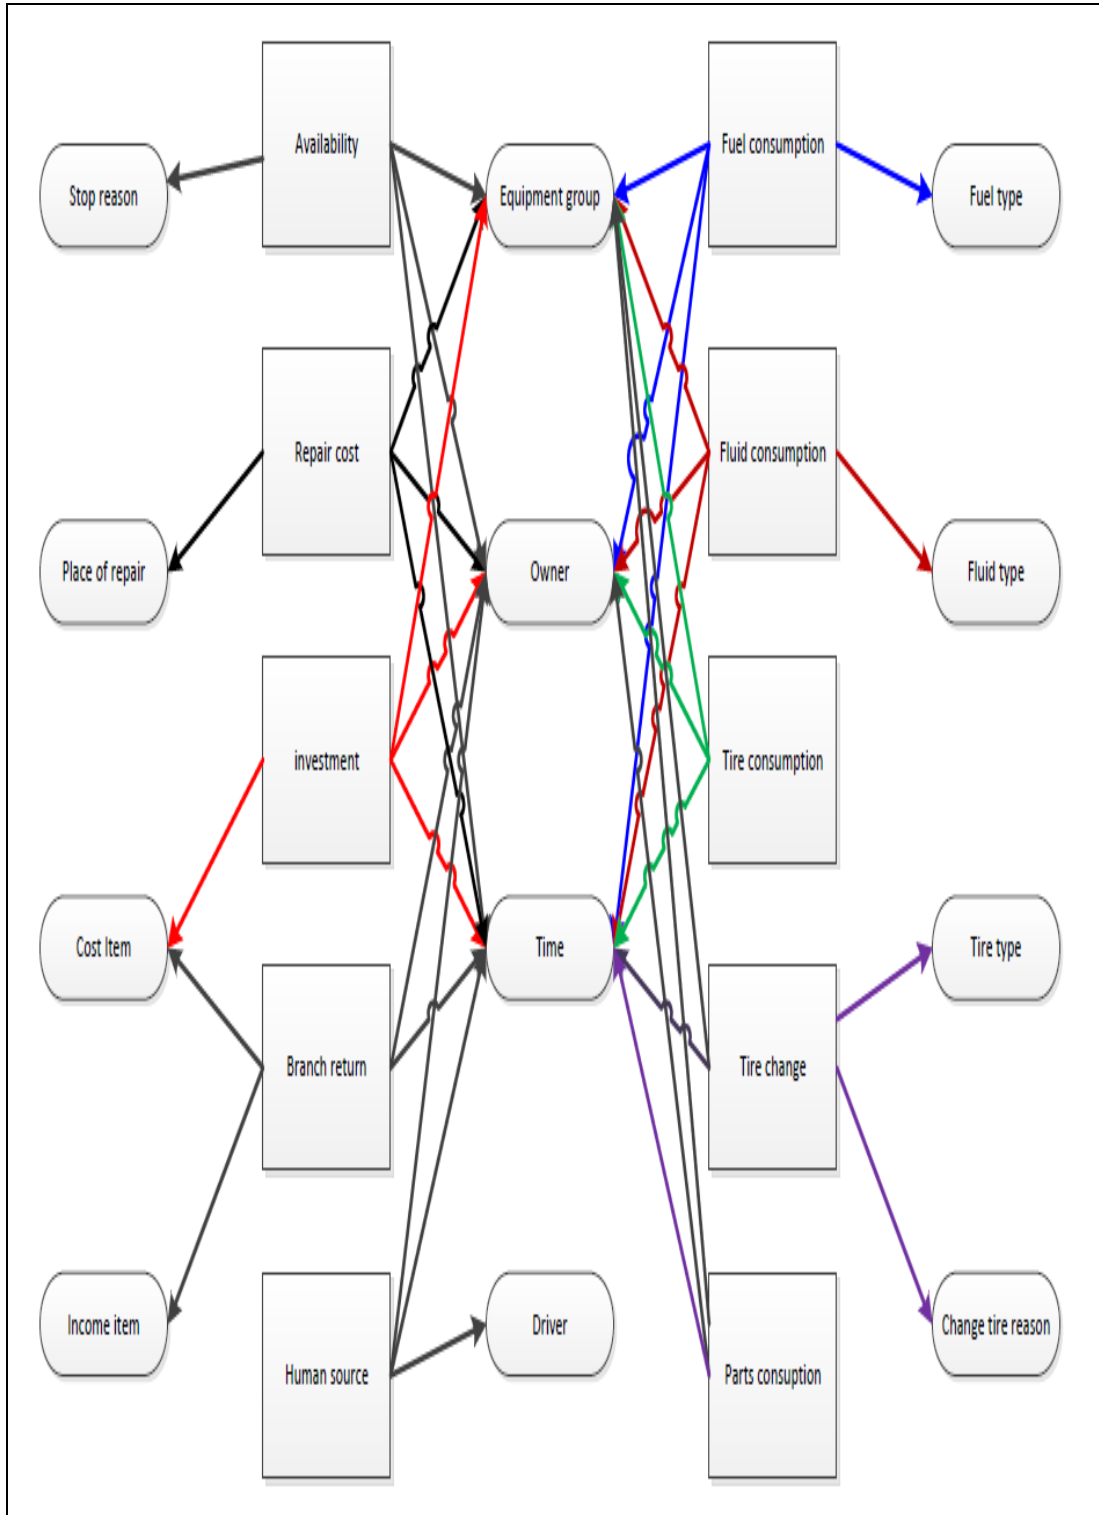 Availability
Fuel consumption
Stop reason
Equipment group
Fuel type
Repair cost
Fluid consumption
Place of repair
Owner
Fluid type
investment
Tire consumption
Cost Item
Time
Tire type
Branch return
Tire change
Income item
Driver
Change tire reason
Human source
Parts consuption